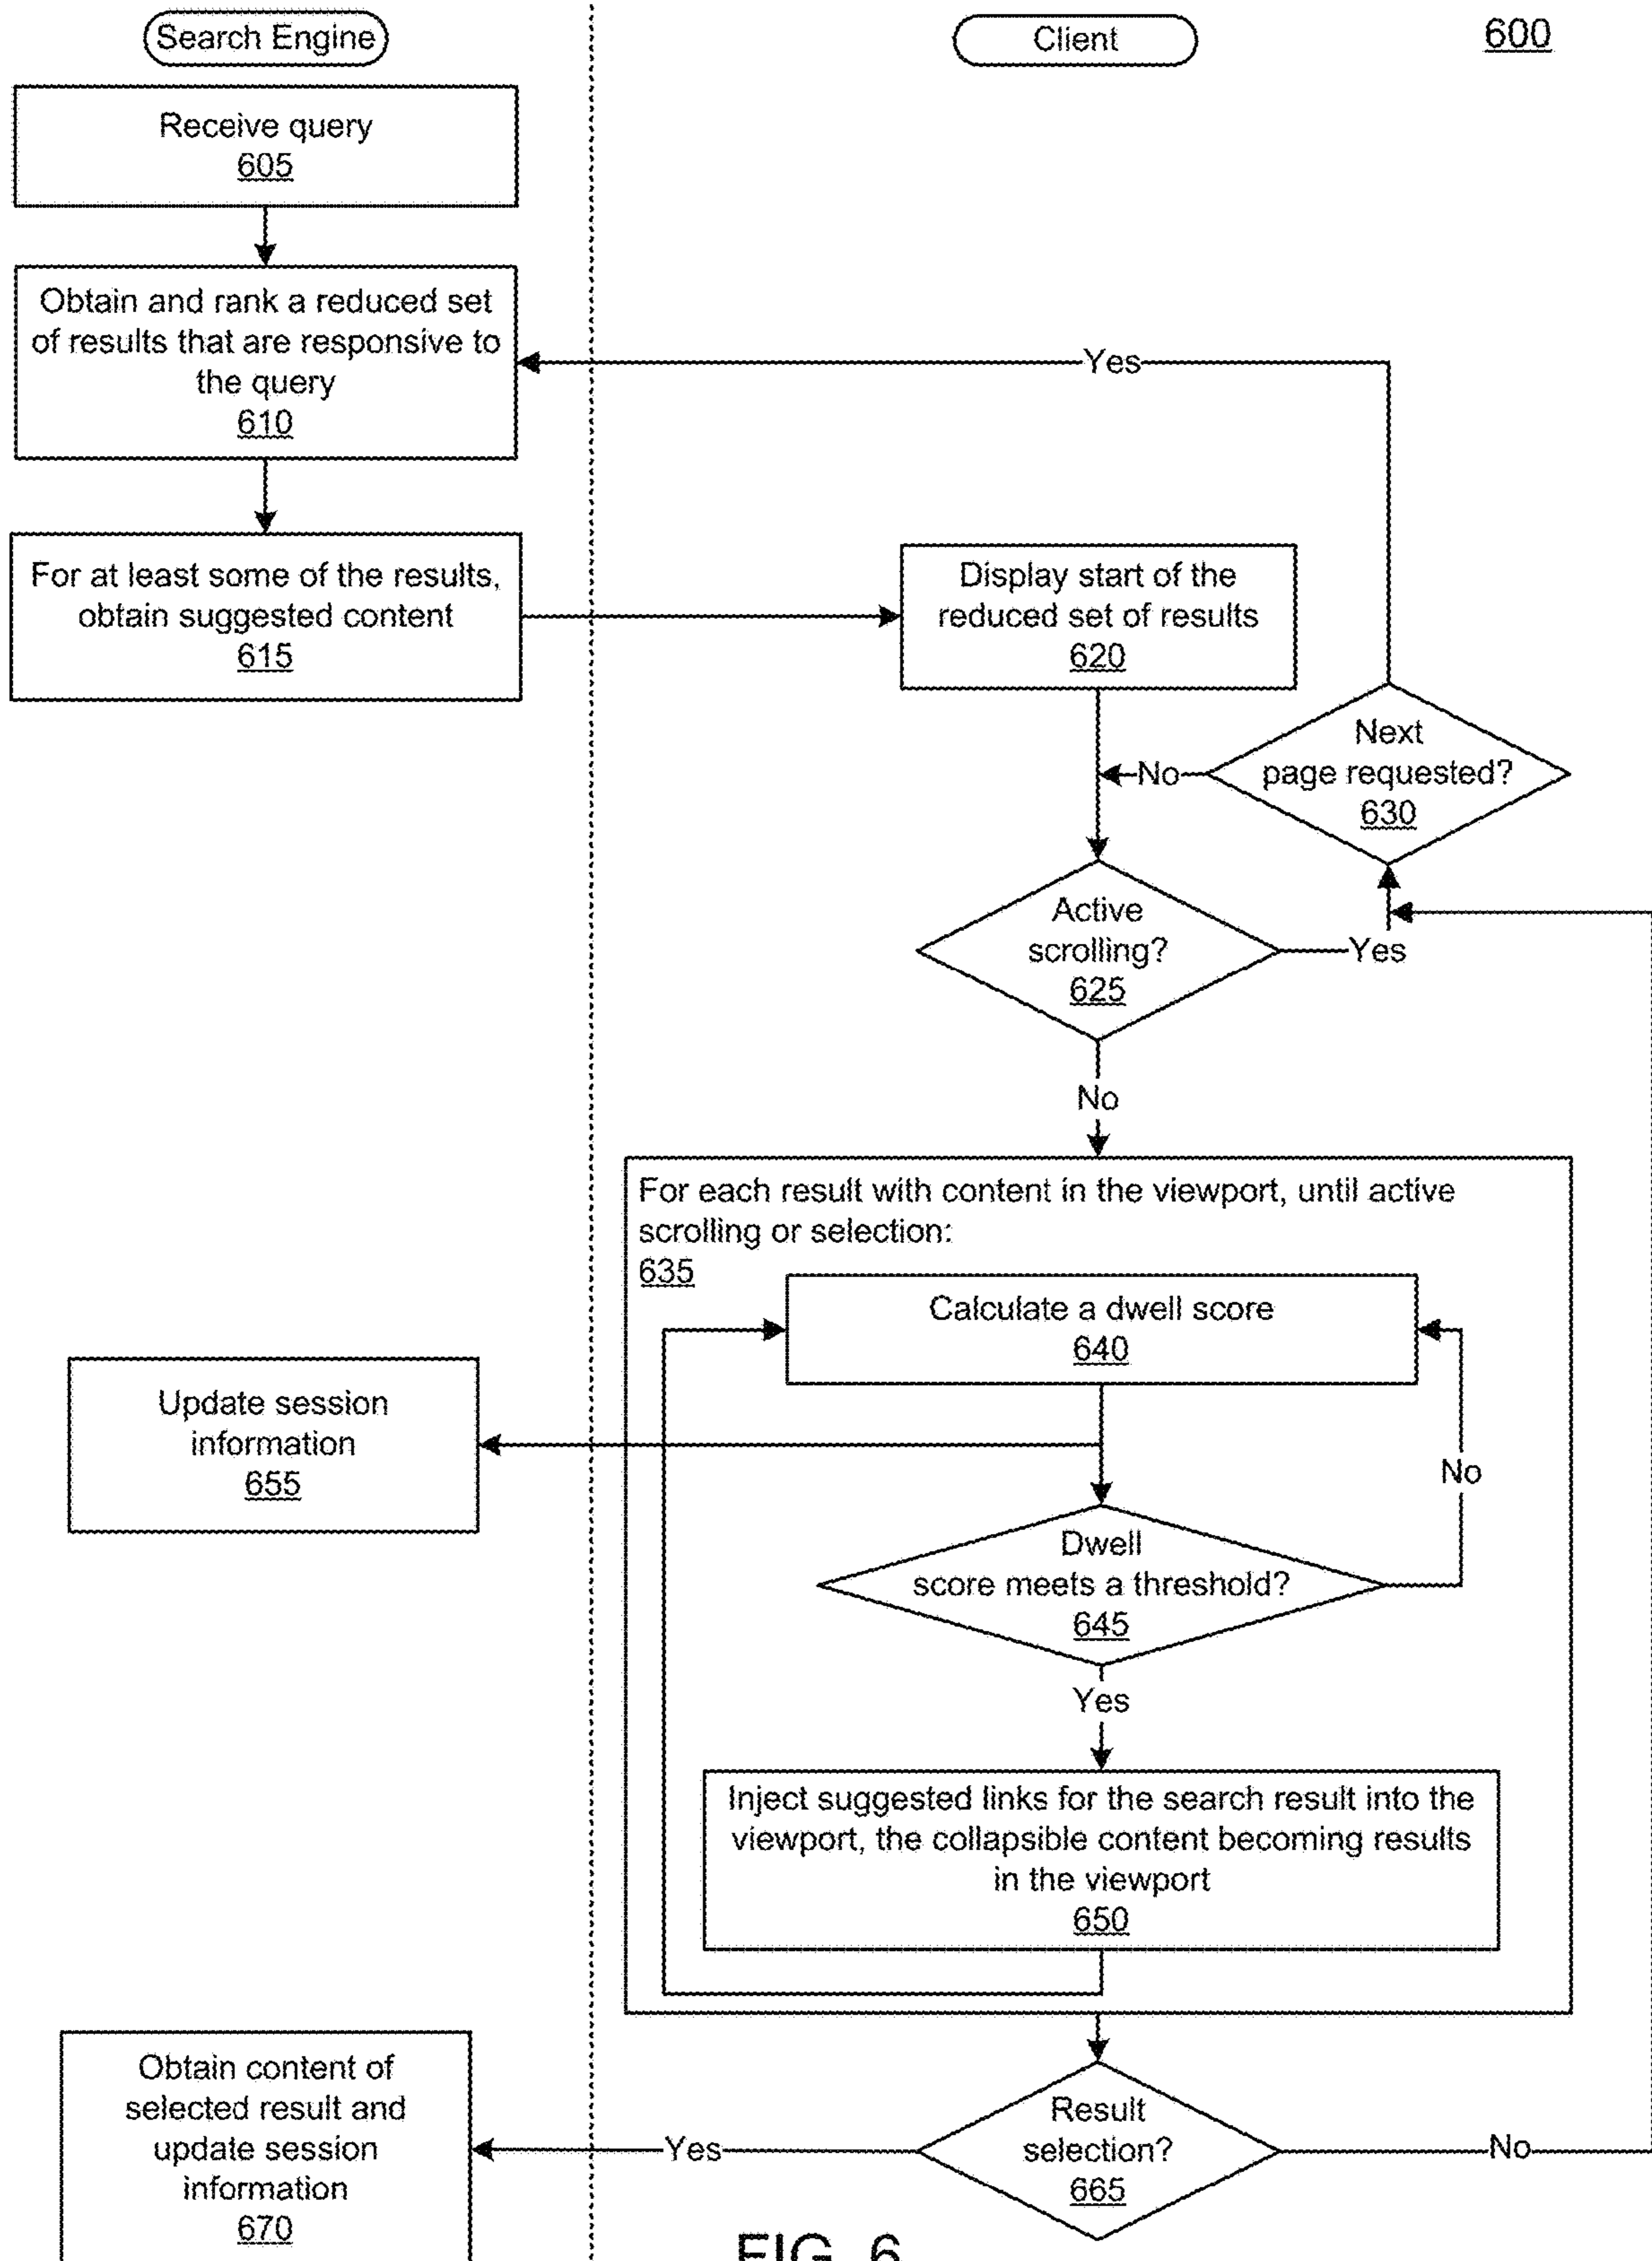 Search Engine
Client
600
Receive query
605
Obtain and rank a reduced set
of results that are responsive to
the query
610
Yes
For at least some of the results,
obtain suggested content
615
Display start of the
reduced set of results
620
Next
page requested?
630
No
Active
scrolling?
625
Yes
No
For each result with content in the viewport, until active
scrolling or selection:
635
Calculate a dwell score
640
Update session
information
655
No
Dwell
score meets a threshold?
645
Yes
Inject suggested links for the search result into the
viewport, the collapsible content becoming results
in the viewport
650
Obtain content of
selected result and
update session
information
670
Yes
Result
selection?
665
No
FIG. 6